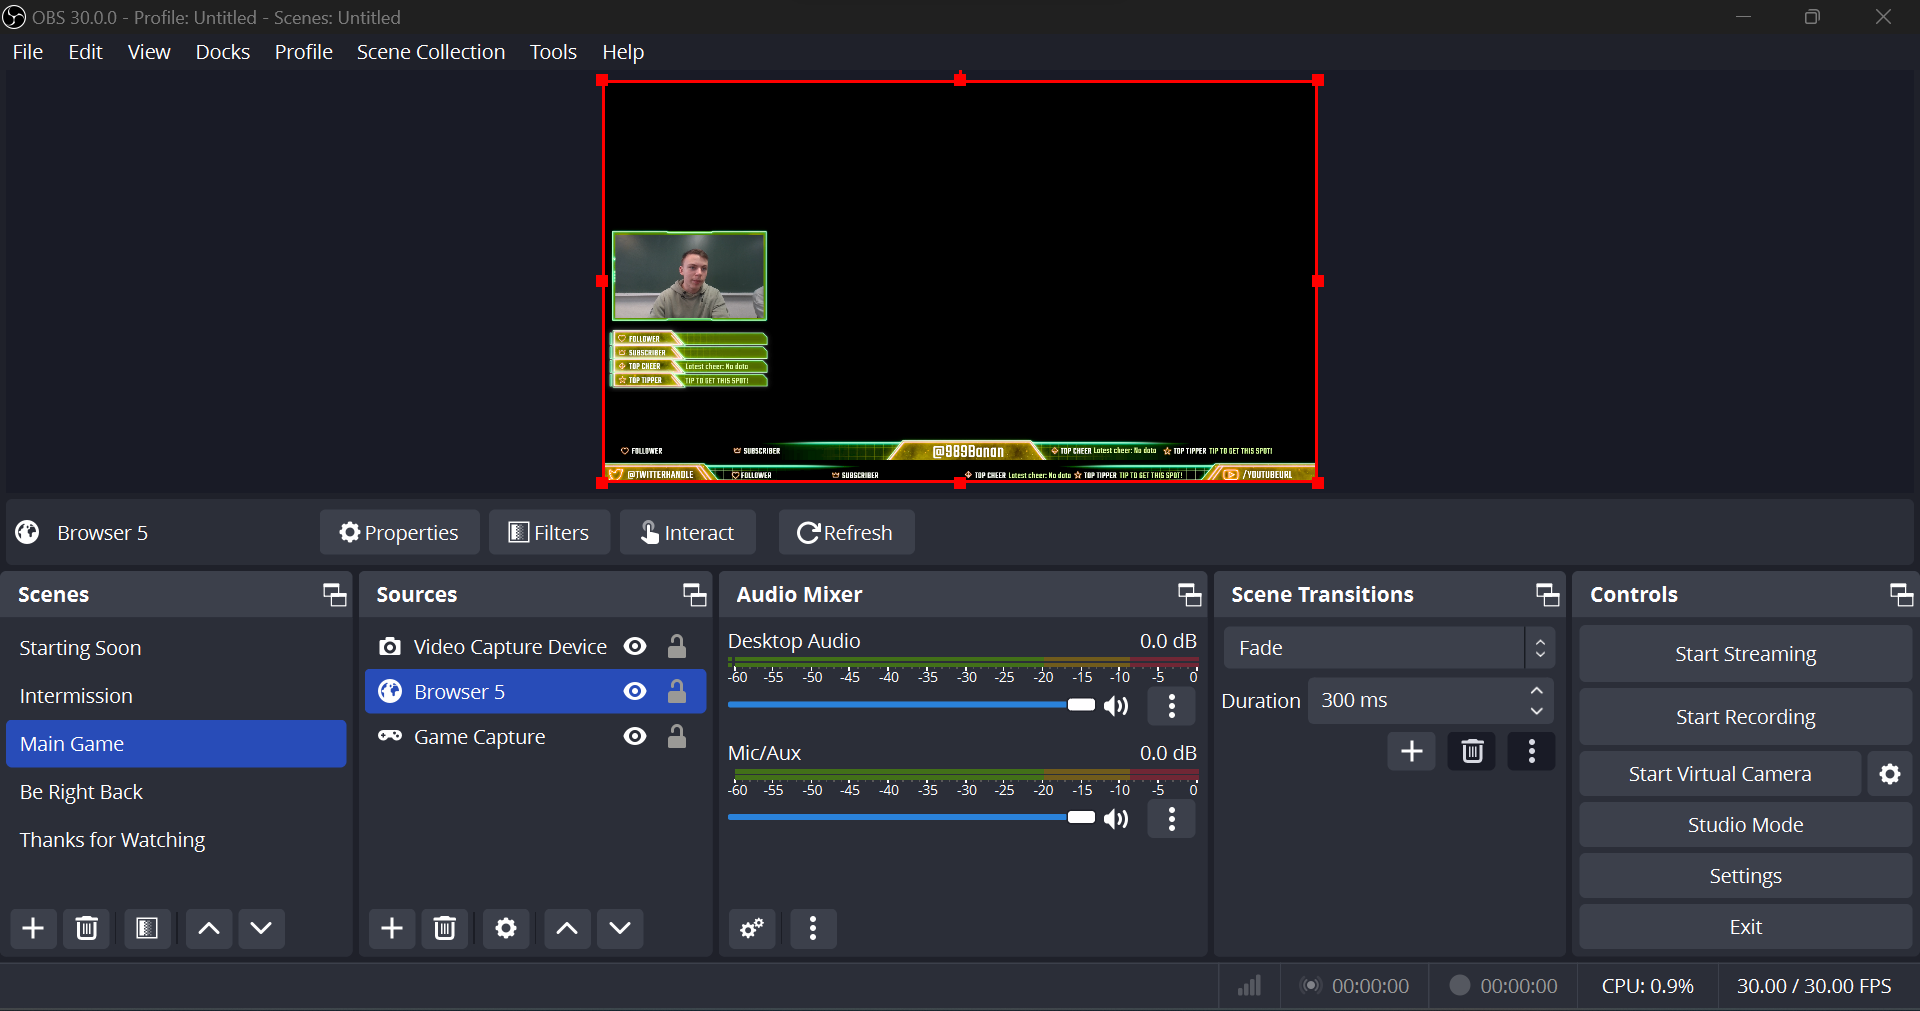 OBS 30.0.0 - Profile: Untitled - Scenes: Untitled
File Edit View Docks Profile Scene Collection Tools Help
FOLLOWER
SUBSCRIBER
TOP CHEER Latest cheer: No data
TOP TIPPER TIP TO GET THIS SPOT!
FOLLOWER SUBSCRIBER @989Banan TOP CHEER Latest cheer: No data TOP TIPPER TIP TO GET THIS SPOT!
@TWITTERHANDLE FOLLOWER SUBSCRIBER TOP CHEER Latest cheer: No data TOP TIPPER TIP TO GET THIS SPOT! /YOUTUBEURL
Browser 5 Properties Filters Interact Refresh
Scenes
Starting Soon
Intermission
Main Game
Be Right Back
Thanks for Watching
Sources
Video Capture Device
Browser 5
Game Capture
Audio Mixer
Desktop Audio 0.0 dB
-60 -55 -50 -45 -40 -35 -30 -25 -20 -15 -10 -5 0
Mic/Aux 0.0 dB
-60 -55 -50 -45 -40 -35 -30 -25 -20 -15 -10 -5 0
Scene Transitions
Fade
Duration 300 ms
Controls
Start Streaming
Start Recording
Start Virtual Camera
Studio Mode
Settings
Exit
00:00:00 00:00:00 CPU: 0.9% 30.00 / 30.00 FPS